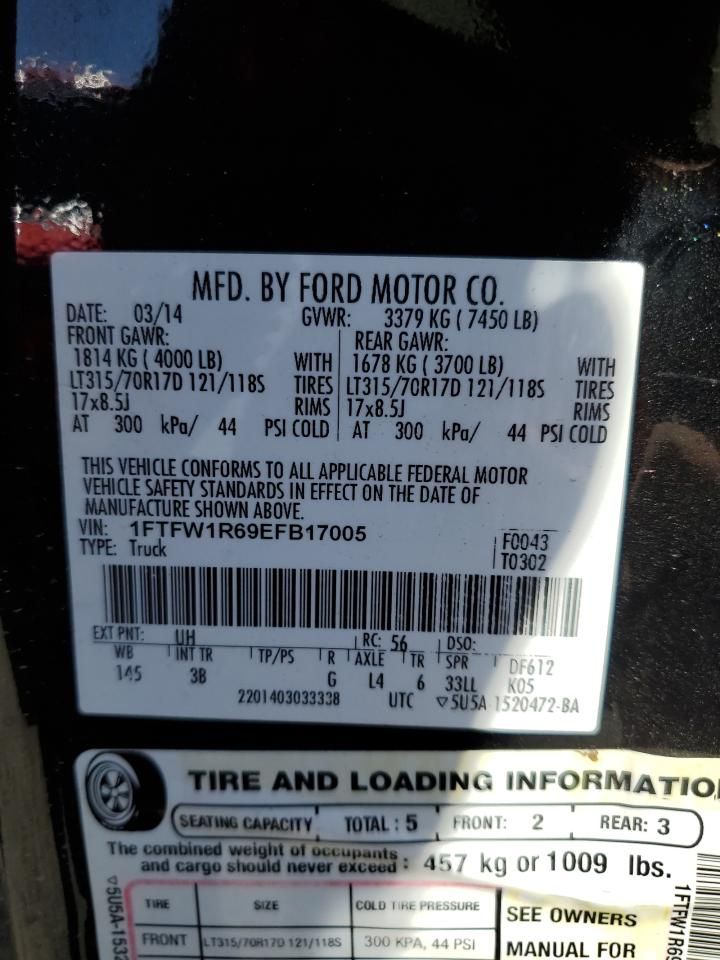 MFD. BY FORD MOTOR CO.
DATE: 03/14 GVWR: 3379 KG ( 7450 LB)
FRONT GAWR: REAR GAWR:
1814 KG ( 4000 LB) WITH 1678 KG ( 3700 LB) WITH
LT315/70R17D 121/118S TIRES LT315/70R17D 121/118S TIRES
17x8.5J RIMS 17x8.5J RIMS
AT 300 kPa/ 44 PSI COLD AT 300 kPa/ 44 PSI COLD
THIS VEHICLE CONFORMS TO ALL APPLICABLE FEDERAL MOTOR
VEHICLE SAFETY STANDARDS IN EFFECT ON THE DATE OF
MANUFACTURE SHOWN ABOVE.
VIN: 1FTFW1R69EFB17005
TYPE: Truck
F0043
T0302
EXT PNT: UH RC: 56 DSO:
WB INT TR TP/PS R AXLE TR SPR DF612
145 3B G L4 6 33LL K05
2201403033338 UTC ▽5U5A 1520472-BA
TIRE AND LOADING INFORMATIO
SEATING CAPACITY TOTAL : 5 FRONT: 2 REAR: 3
The combined weight of occupants
and cargo should never exceed : 457 kg or 1009 lbs.
TIRE SIZE COLD TIRE PRESSURE
FRONT LT315/70R17D 121/118S 300 KPA, 44 PSI
SEE OWNERS
MANUAL FOR
▽5U5A-153
1FTFW1R69